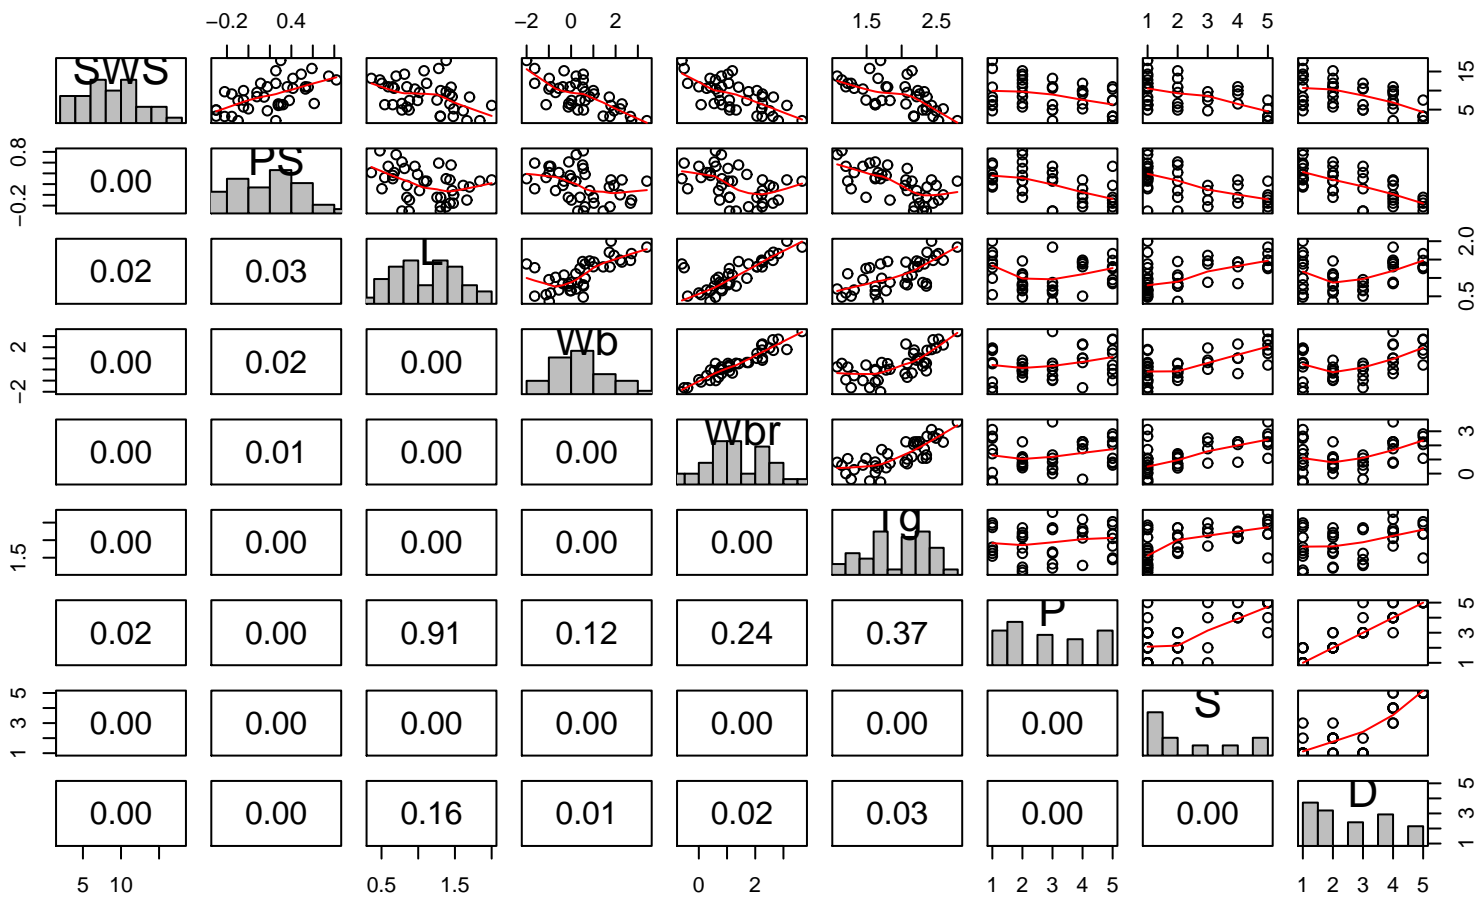 −0.2 0.4 −2 0 2 1.5 2.5 1 2 3 4 5
SWS 5 15
−0.2 0.8 0.00 PS
0.02 0.03 L 0.5 2.0
−2 2 0.00 0.02 0.00 Wb
0.00 0.01 0.00 0.00 Wbr 0 3
1.5 0.00 0.00 0.00 0.00 0.00 Tg
0.02 0.00 0.91 0.12 0.24 0.37 P 1 3 5
1 3 5 0.00 0.00 0.00 0.00 0.00 0.00 0.00 S
0.00 0.00 0.16 0.01 0.02 0.03 0.00 0.00 D 1 3 5
5 10 0.5 1.5 0 2 1 2 3 4 5 1 2 3 4 5